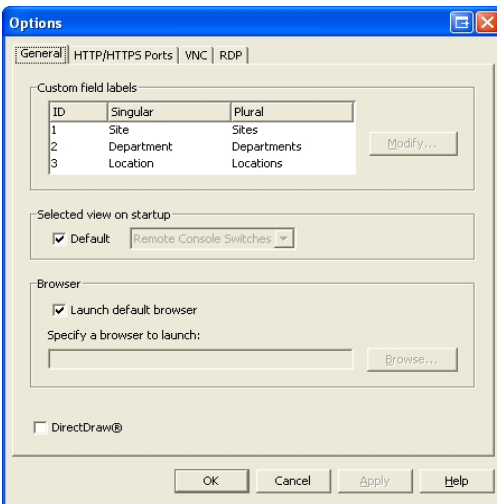 Options
General HTTP/HTTPS Ports VNC RDP
Custom field labels
ID Singular Plural
1 Site Sites
2 Department Departments
3 Location Locations
Modify...
Selected view on startup
Default Remote Console Switches
Browser
Launch default browser
Specify a browser to launch:
Browse...
DirectDraw®
OK Cancel Apply Help